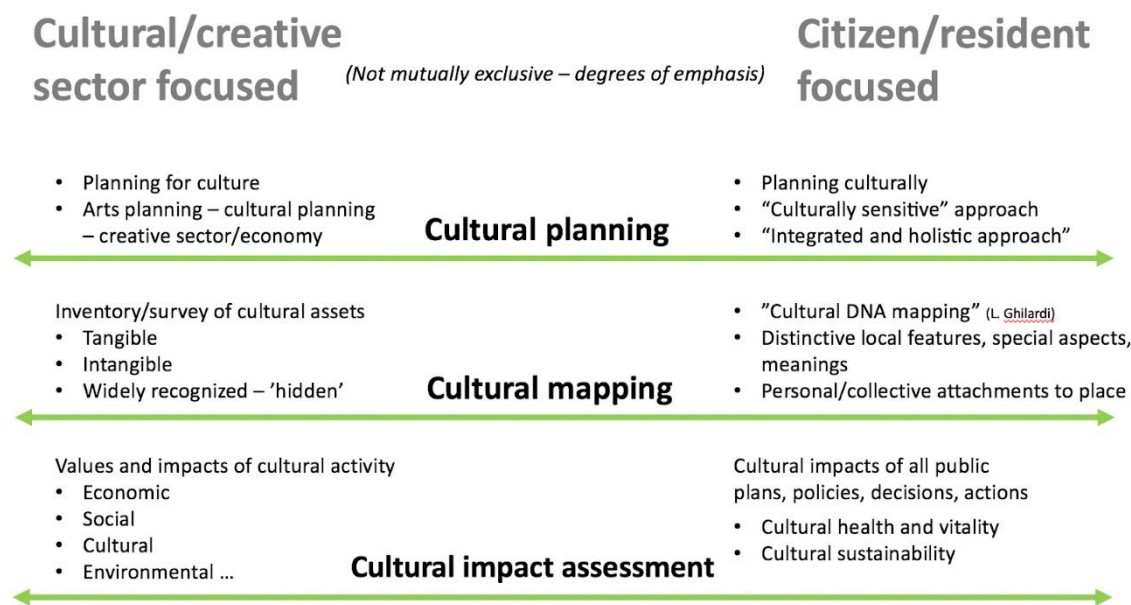 Cultural/creative
sector focused
(Not mutually exclusive – degrees of emphasis)
Citizen/resident
focused
• Planning for culture
• Arts planning – cultural planning
– creative sector/economy
Cultural planning
• Planning culturally
• “Culturally sensitive” approach
• “Integrated and holistic approach”
Inventory/survey of cultural assets
• Tangible
• Intangible
• Widely recognized – ’hidden’
Cultural mapping
• ”Cultural DNA mapping” (L. Ghilardi)
• Distinctive local features, special aspects,
meanings
• Personal/collective attachments to place
Values and impacts of cultural activity
• Economic
• Social
• Cultural
• Environmental ...
Cultural impact assessment
Cultural impacts of all public
plans, policies, decisions, actions
• Cultural health and vitality
• Cultural sustainability